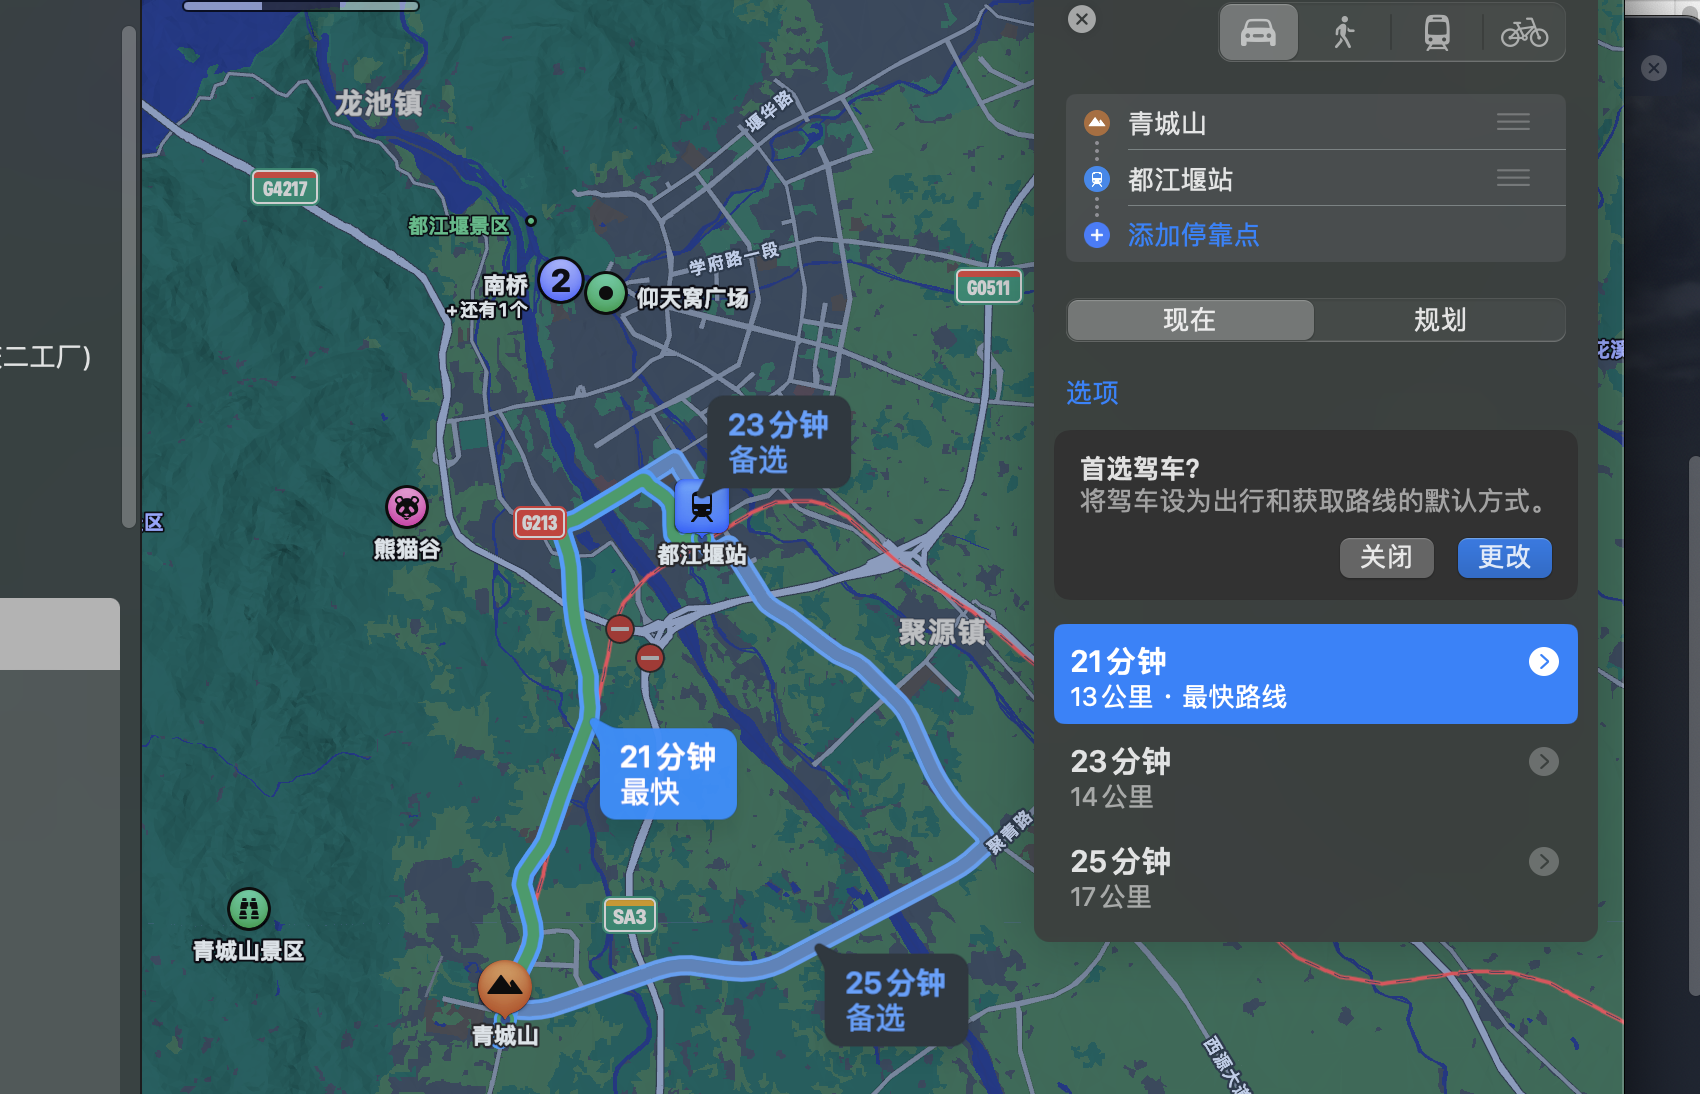 二工厂)
龙池镇
堰华路
G4217
都江堰景区
学府路一段
南桥
+还有1个
2
仰天窝广场
G0511
23分钟
备选
熊猫谷
区
G213
都江堰站
聚源镇
21分钟
最快
聚青路
SA3
青城山景区
25分钟
备选
青城山
西源大道
花溪
青城山
都江堰站
添加停靠点
现在
规划
选项
首选驾车?
将驾车设为出行和获取路线的默认方式。
关闭
更改
21分钟
13公里 · 最快路线
23分钟
14公里
25分钟
17公里